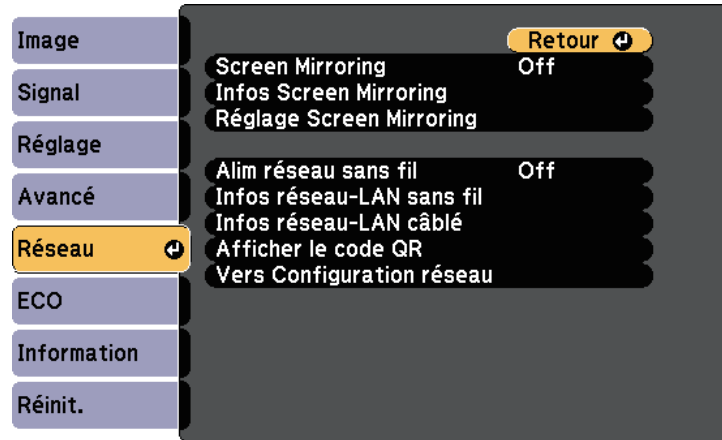 Image
Signal
Réglage
Avancé
Réseau
ECO
Information
Réinit.
Retour
Screen Mirroring Off
Infos Screen Mirroring
Réglage Screen Mirroring
Alim réseau sans fil Off
Infos réseau-LAN sans fil
Infos réseau-LAN câblé
Afficher le code QR
Vers Configuration réseau